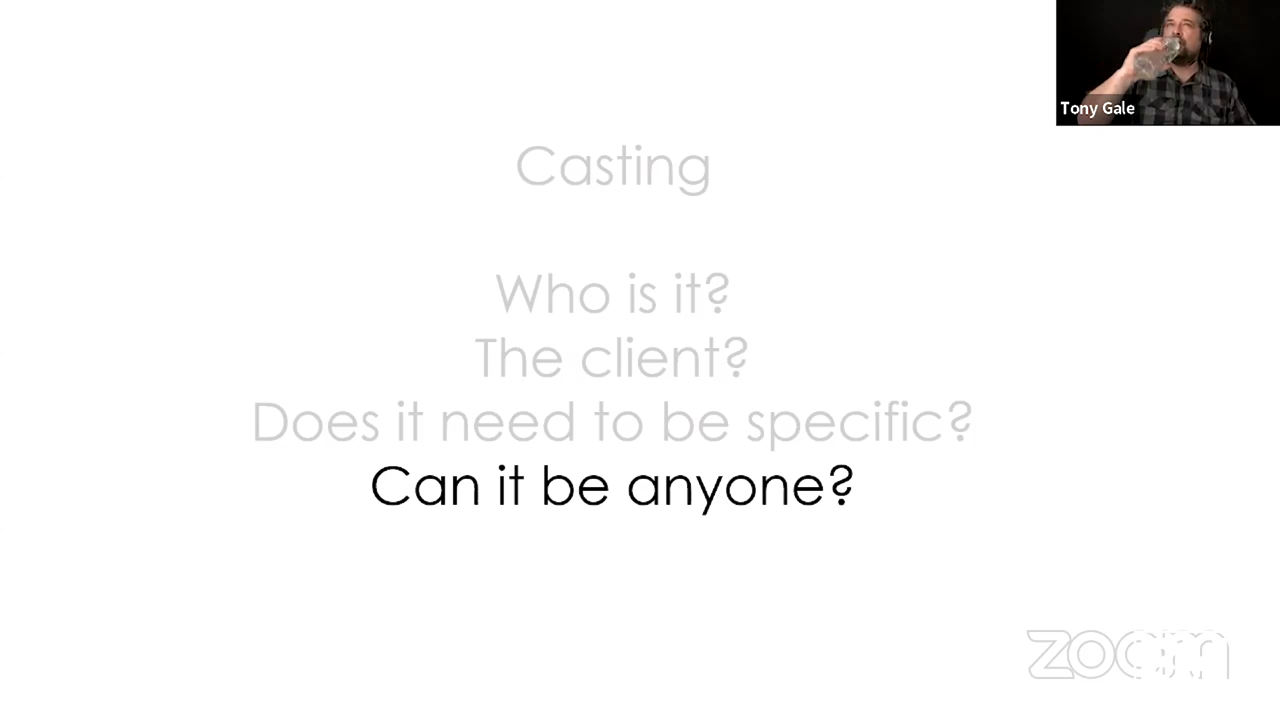 Tony Gale
Casting
Who is it?
The client?
Does it need to be specific?
Can it be anyone?
zoom